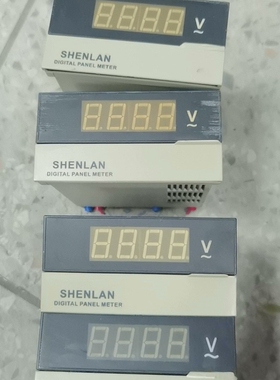 8.8.8.8 V
~
SHENLAN
DIGITAL PANEL METER
8.8.8.8 V
~
SHENLAN
DIGITAL PANEL METER
8.8.8.8 V
~
SHENLAN
DIGITAL PANEL METER
8.8.8.8 V
~